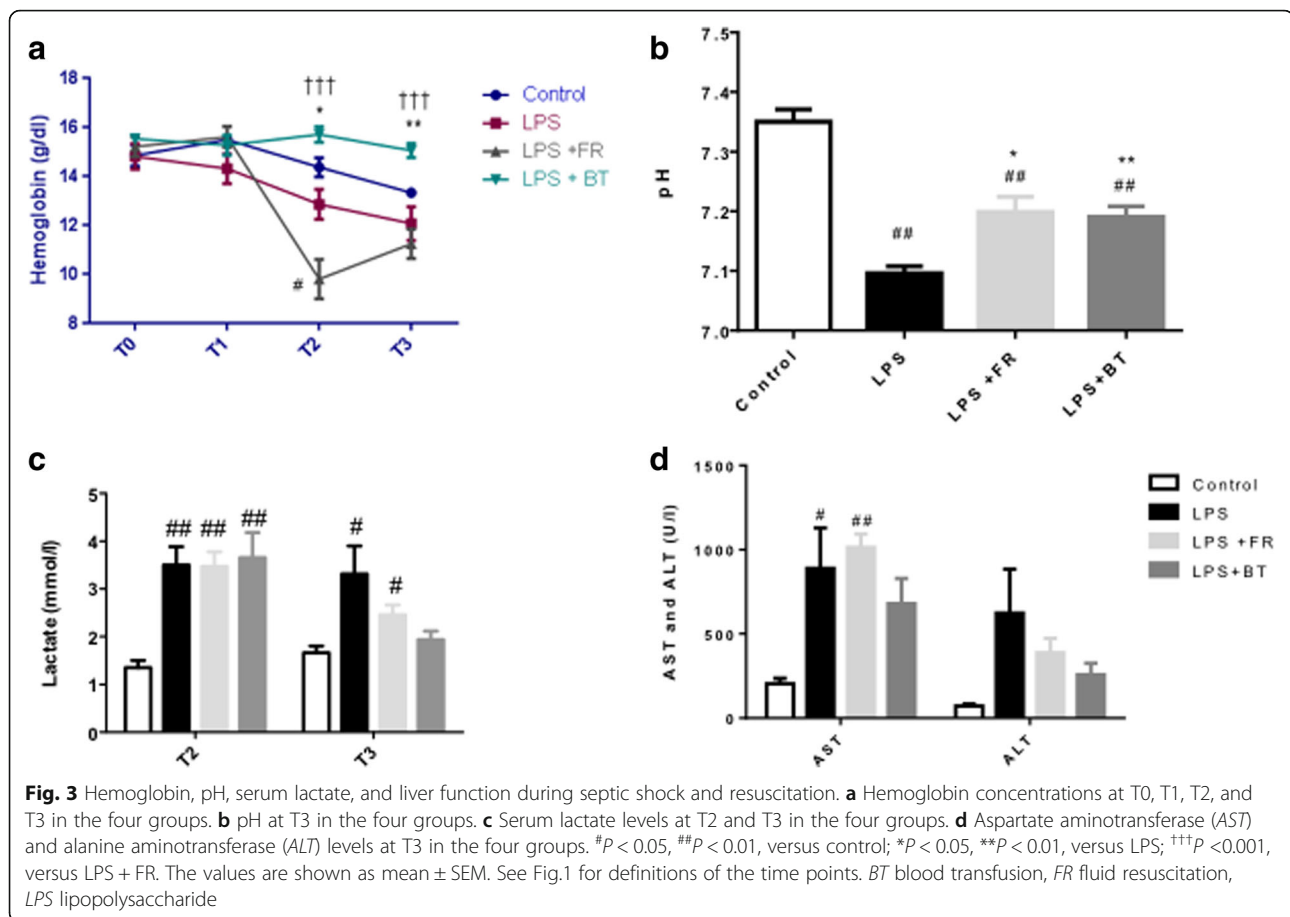 a
18
16
14
12
10
8
Hemoglobin (g/dl)
†††
*
†††
**
#
T0
T1
T2
T3
Control
LPS
LPS +FR
LPS + BT
b
7.5
7.4
7.3
7.2
7.1
7.0
pH
##
*
##
**
##
Control
LPS
LPS +FR
LPS+BT
c
5
4
3
2
1
0
Lactate (mmol/l)
##
##
##
#
#
T2
T3
d
1500
1000
500
0
AST and ALT (U/l)
#
##
AST
ALT
Control
LPS
LPS +FR
LPS+BT
Fig. 3 Hemoglobin, pH, serum lactate, and liver function during septic shock and resuscitation. a Hemoglobin concentrations at T0, T1, T2, and
T3 in the four groups. b pH at T3 in the four groups. c Serum lactate levels at T2 and T3 in the four groups. d Aspartate aminotransferase (AST)
and alanine aminotransferase (ALT) levels at T3 in the four groups. #P < 0.05, ##P < 0.01, versus control; *P < 0.05, **P < 0.01, versus LPS; †††P <0.001,
versus LPS + FR. The values are shown as mean ± SEM. See Fig.1 for definitions of the time points. BT blood transfusion, FR fluid resuscitation,
LPS lipopolysaccharide